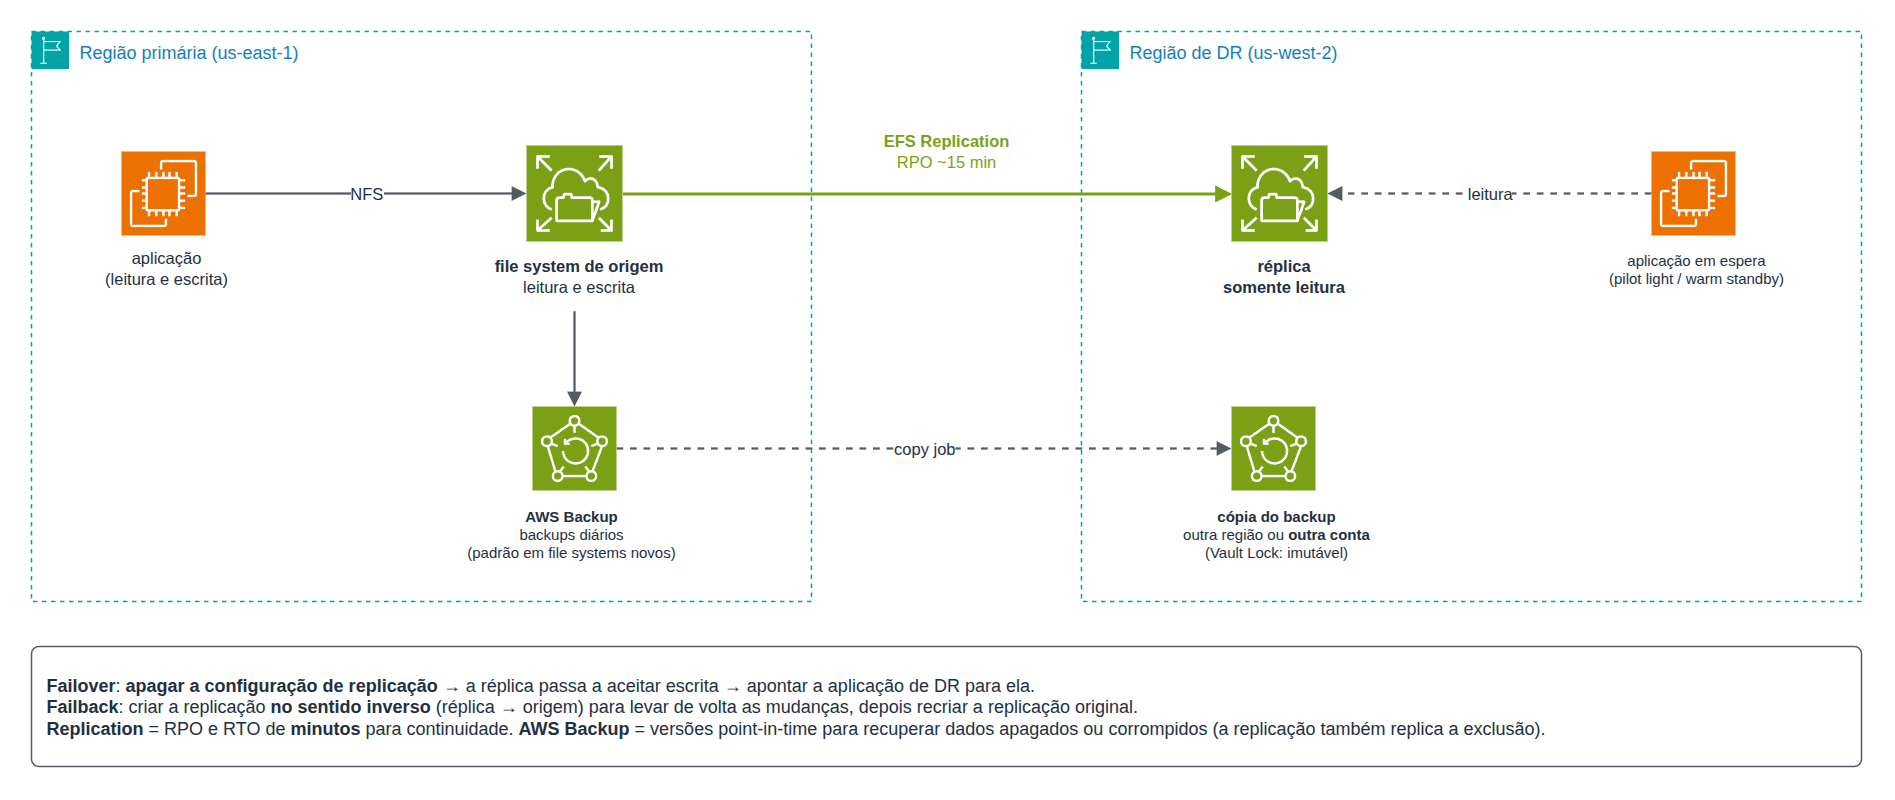 Região primária (us-east-1)
Região de DR (us-west-2)
EFS Replication
RPO ~15 min
NFS
leitura
aplicação
(leitura e escrita)
file system de origem
leitura e escrita
réplica
somente leitura
aplicação em espera
(pilot light / warm standby)
copy job
AWS Backup
backups diários
(padrão em file systems novos)
cópia do backup
outra região ou outra conta
(Vault Lock: imutável)
Failover: apagar a configuração de replicação → a réplica passa a aceitar escrita → apontar a aplicação de DR para ela.
Failback: criar a replicação no sentido inverso (réplica → origem) para levar de volta as mudanças, depois recriar a replicação original.
Replication = RPO e RTO de minutos para continuidade. AWS Backup = versões point-in-time para recuperar dados apagados ou corrompidos (a replicação também replica a exclusão).